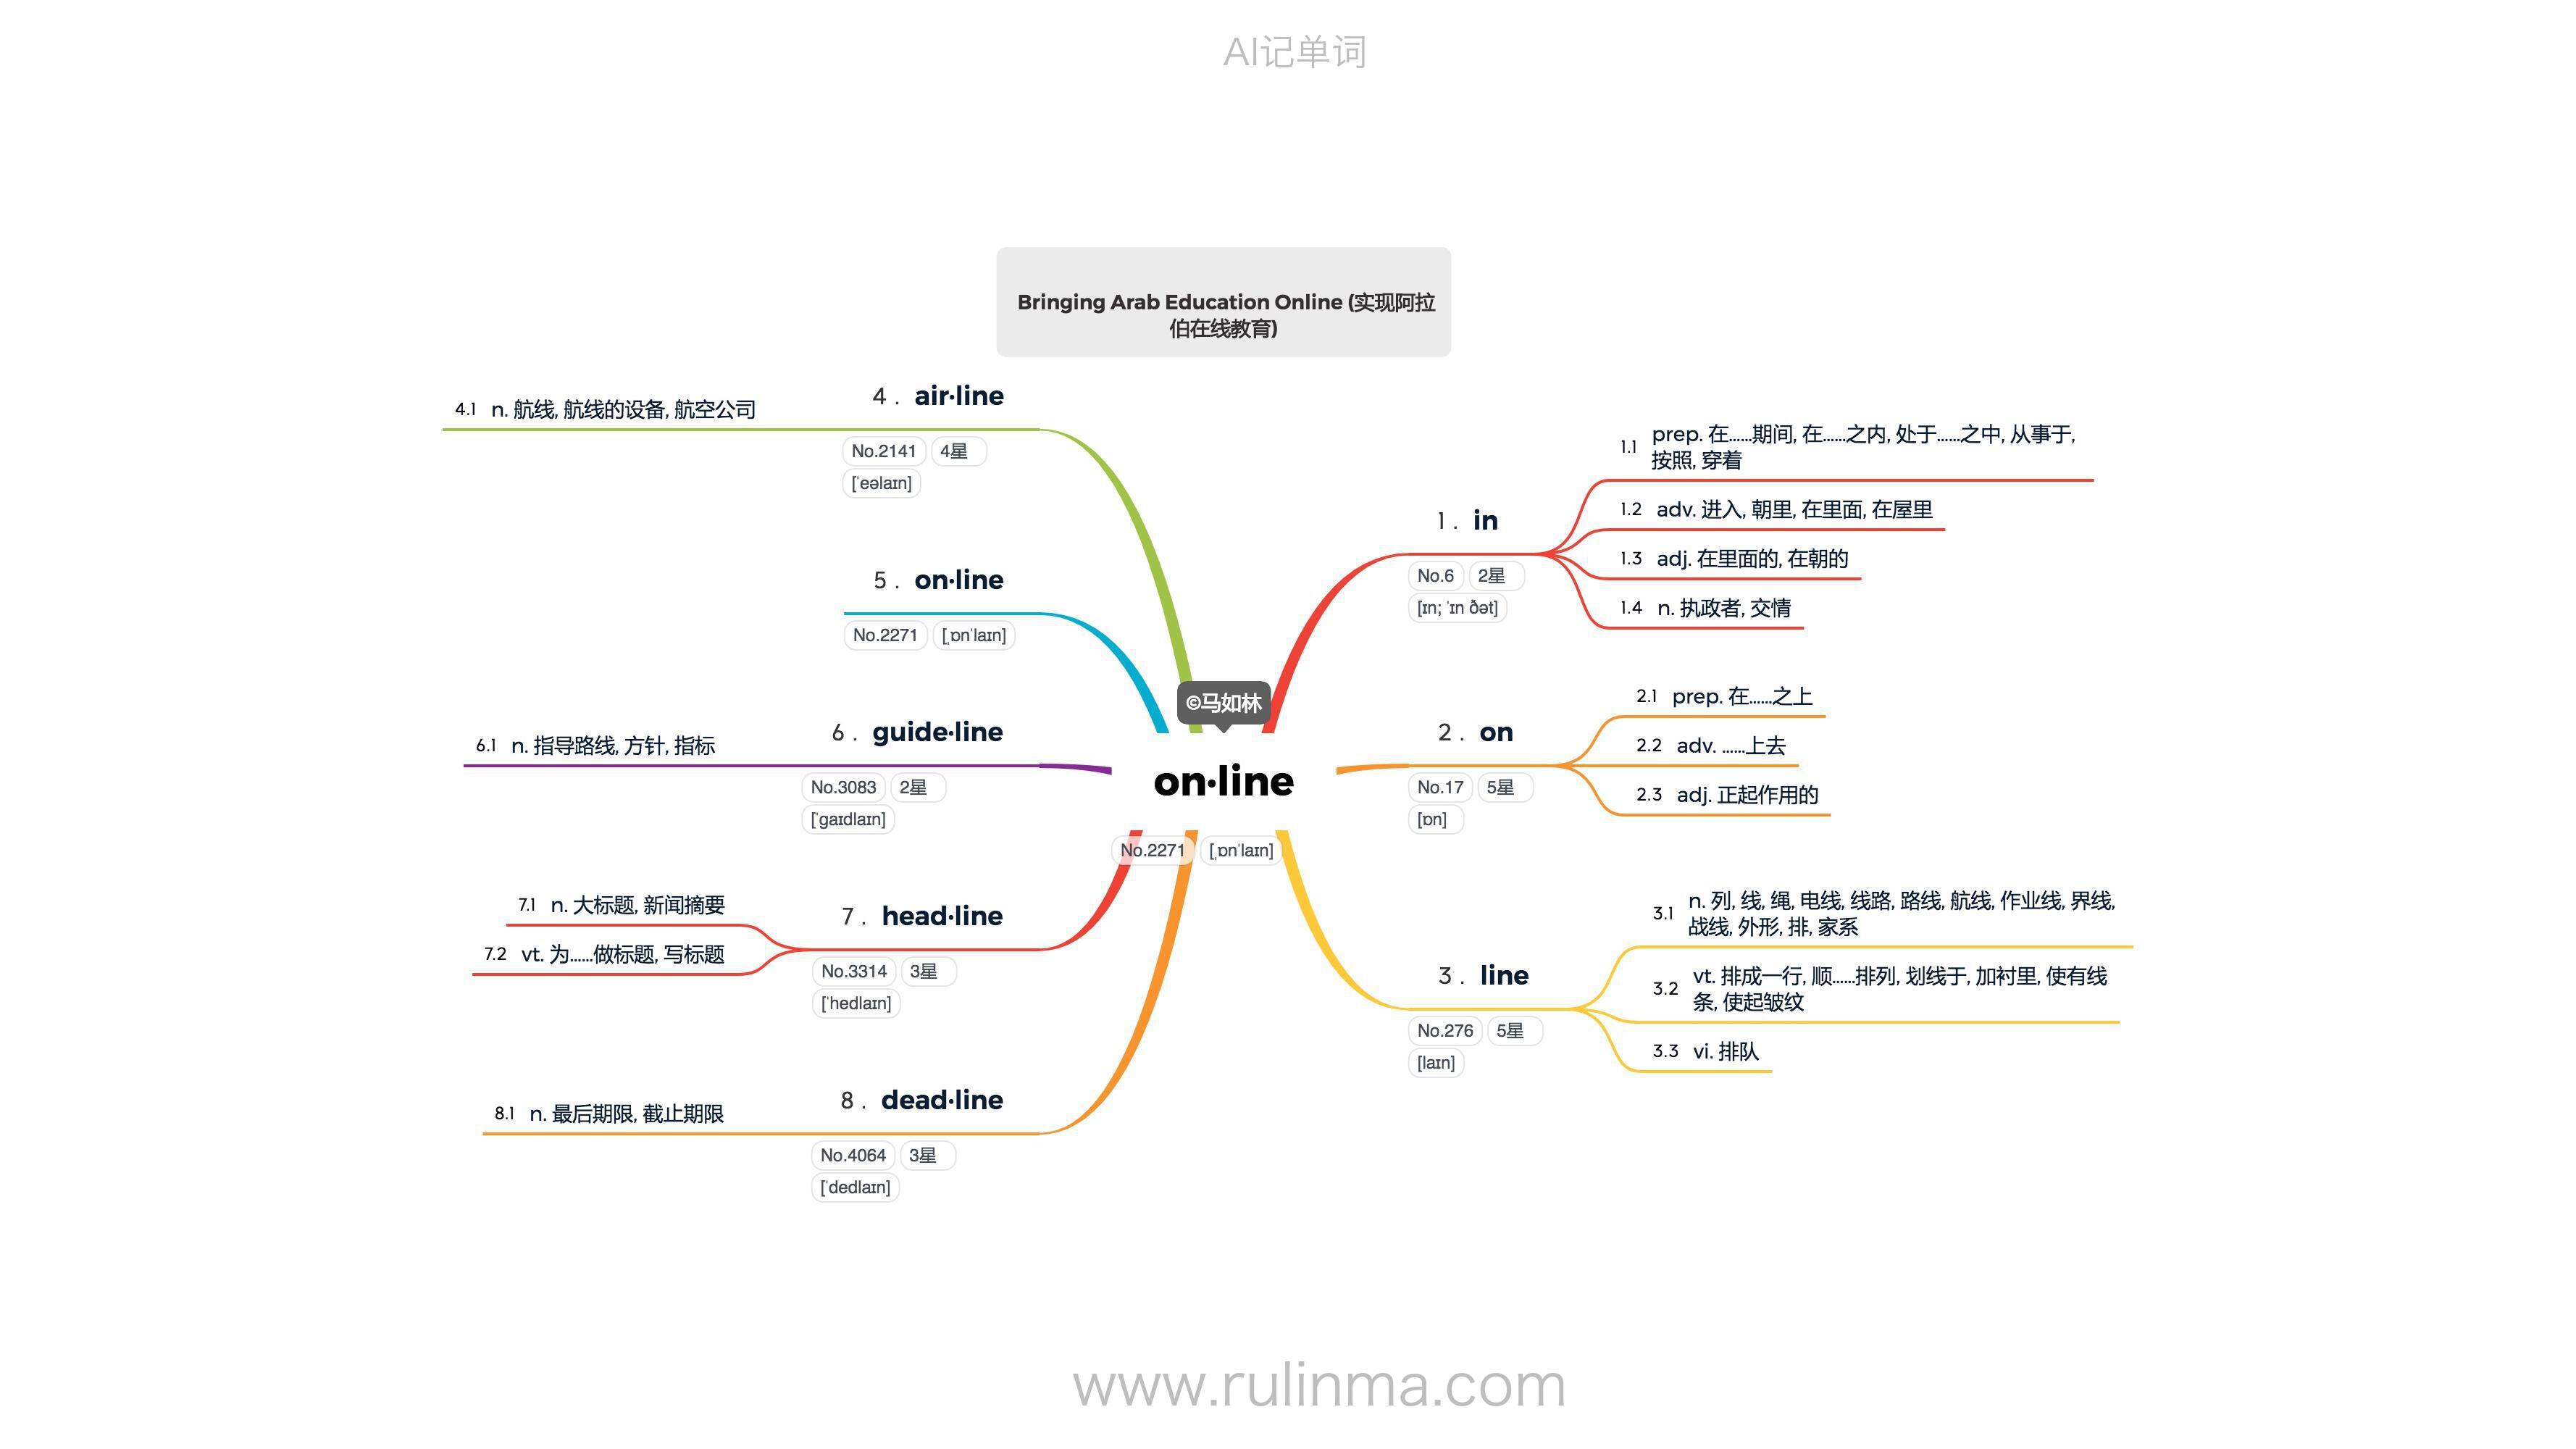 AI记单词
Bringing Arab Education Online (实现阿拉
伯在线教育)
©马如林
on·line
No.2271 [ˌɒnˈlaɪn]
1 . in
No.6 2星
[ɪn; ˈɪn ðət]
1.1 prep. 在……期间, 在……之内, 处于……之中, 从事于,
按照, 穿着
1.2 adv. 进入, 朝里, 在里面, 在屋里
1.3 adj. 在里面的, 在朝的
1.4 n. 执政者, 交情
2 . on
No.17 5星
[ɒn]
2.1 prep. 在……之上
2.2 adv. ……上去
2.3 adj. 正起作用的
3 . line
No.276 5星
[laɪn]
3.1 n. 列, 线, 绳, 电线, 线路, 路线, 航线, 作业线, 界线,
战线, 外形, 排, 家系
3.2 vt. 排成一行, 顺……排列, 划线于, 加衬里, 使有线
条, 使起皱纹
3.3 vi. 排队
4 . air·line
No.2141 4星
[ˈeəlaɪn]
4.1 n. 航线, 航线的设备, 航空公司
5 . on·line
No.2271 [ˌɒnˈlaɪn]
6 . guide·line
No.3083 2星
[ˈɡaɪdlaɪn]
6.1 n. 指导路线, 方针, 指标
7 . head·line
No.3314 3星
[ˈhedlaɪn]
7.1 n. 大标题, 新闻摘要
7.2 vt. 为……做标题, 写标题
8 . dead·line
No.4064 3星
[ˈdedlaɪn]
8.1 n. 最后期限, 截止期限
www.rulinma.com